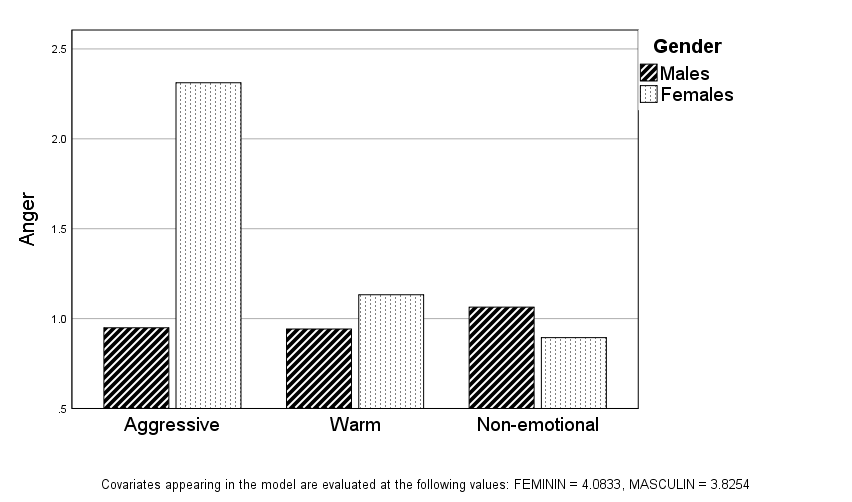 Gender
Males
Females
Anger
2.5
2.0
1.5
1.0
.5
Aggressive
Warm
Non-emotional
Covariates appearing in the model are evaluated at the following values: FEMININ = 4.0833, MASCULIN = 3.8254